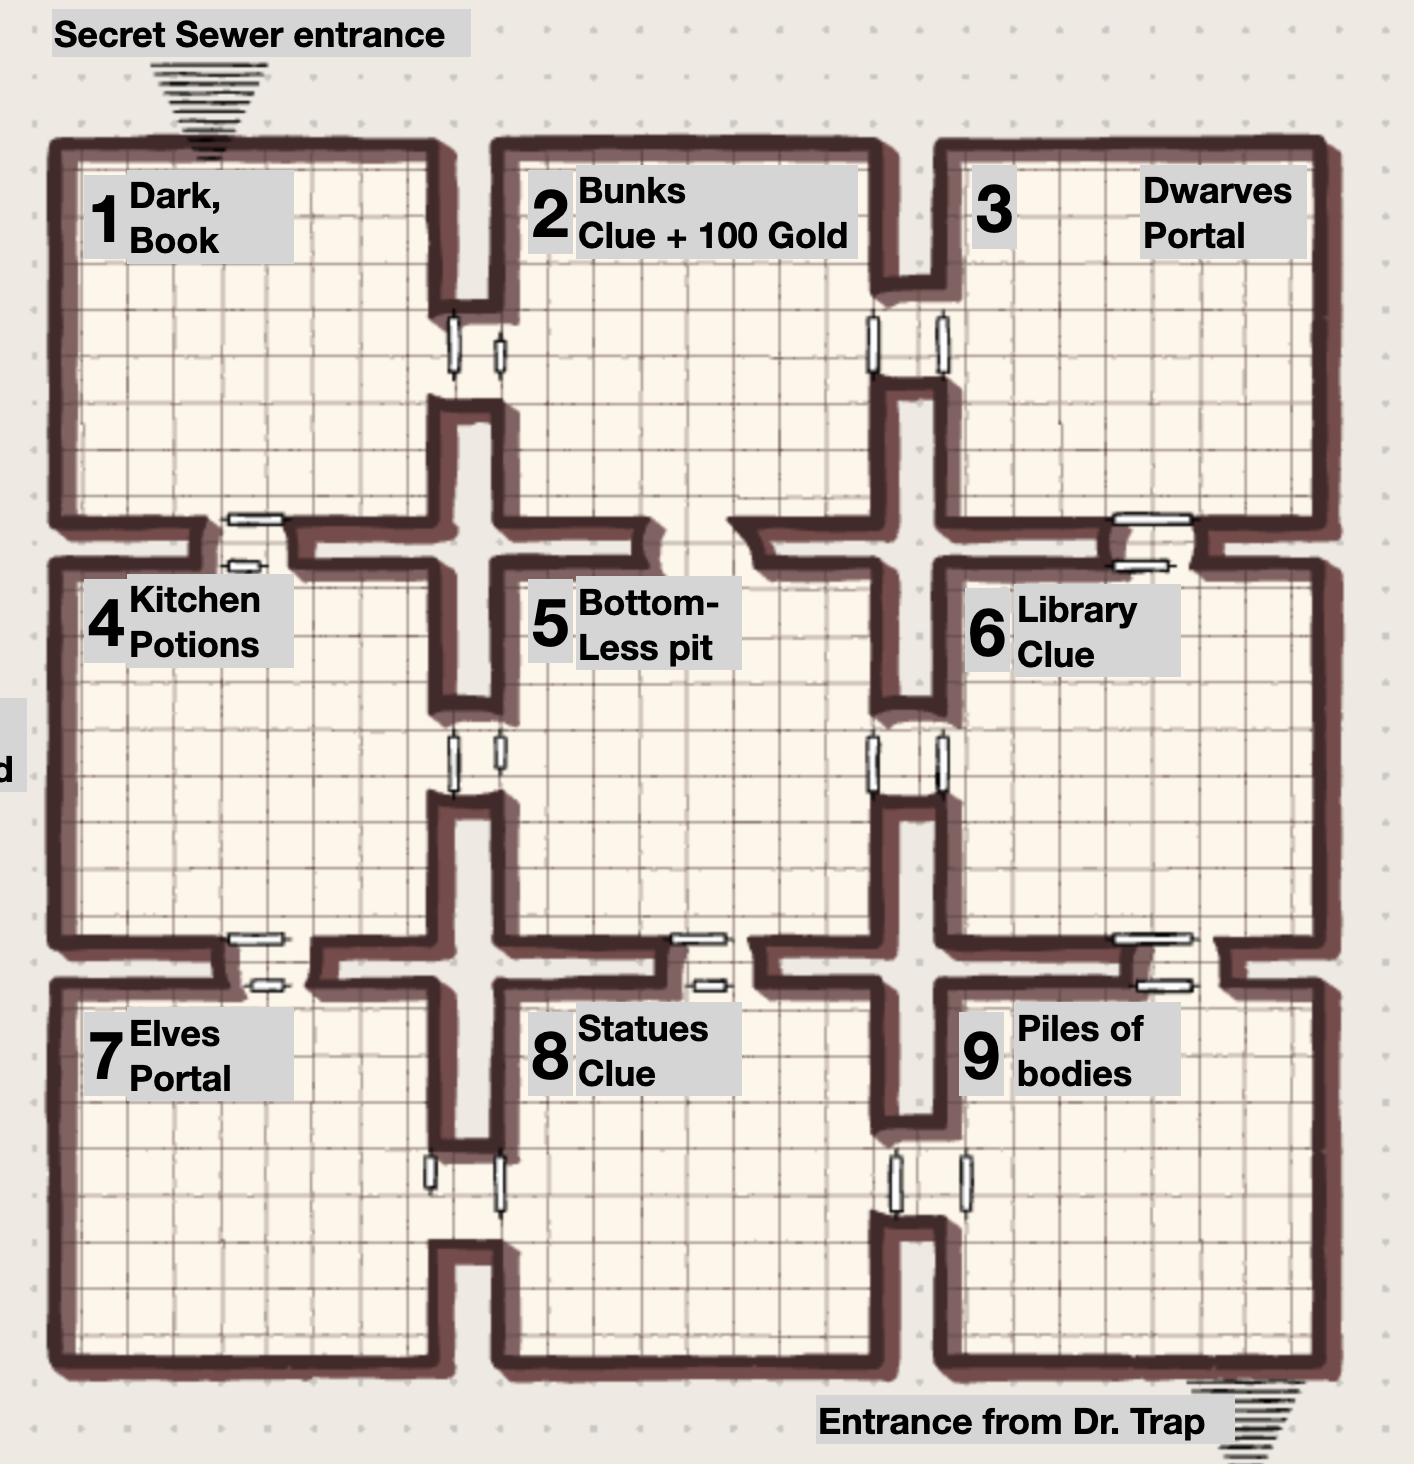 Secret Sewer entrance
1 Dark,
Book
2 Bunks
Clue + 100 Gold
3 Dwarves
Portal
4 Kitchen
Potions
5 Bottom-
Less pit
6 Library
Clue
d
7 Elves
Portal
8 Statues
Clue
9 Piles of
bodies
Entrance from Dr. Trap